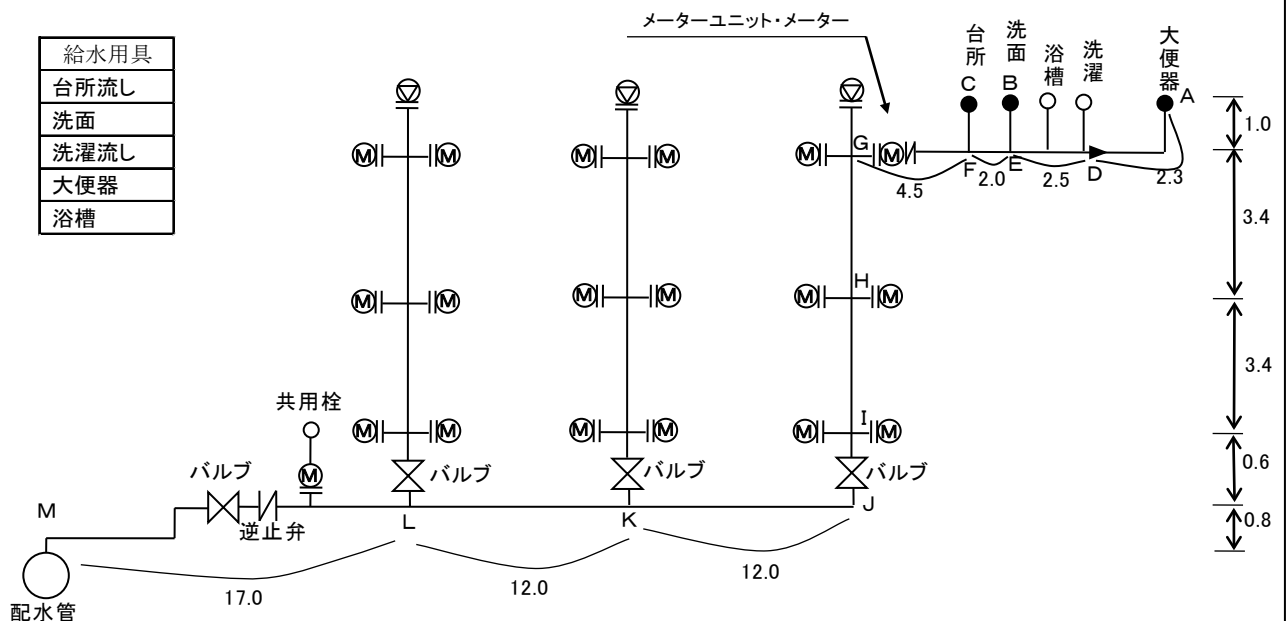 メーターユニット・メーター
給水用具
台所流し
洗面
洗濯流し
大便器
浴槽
台所
洗面
浴槽
洗濯
大便器
C
B
A
M M M M M G M M
F
E
D
4.5
2.0
2.5
2.3
1.0
3.4
M M M M M H M
3.4
共用栓
M M M M M I M
バルブ
バルブ
バルブ
バルブ
0.6
M
M
逆止弁
L
K
J
0.8
17.0
12.0
12.0
配水管